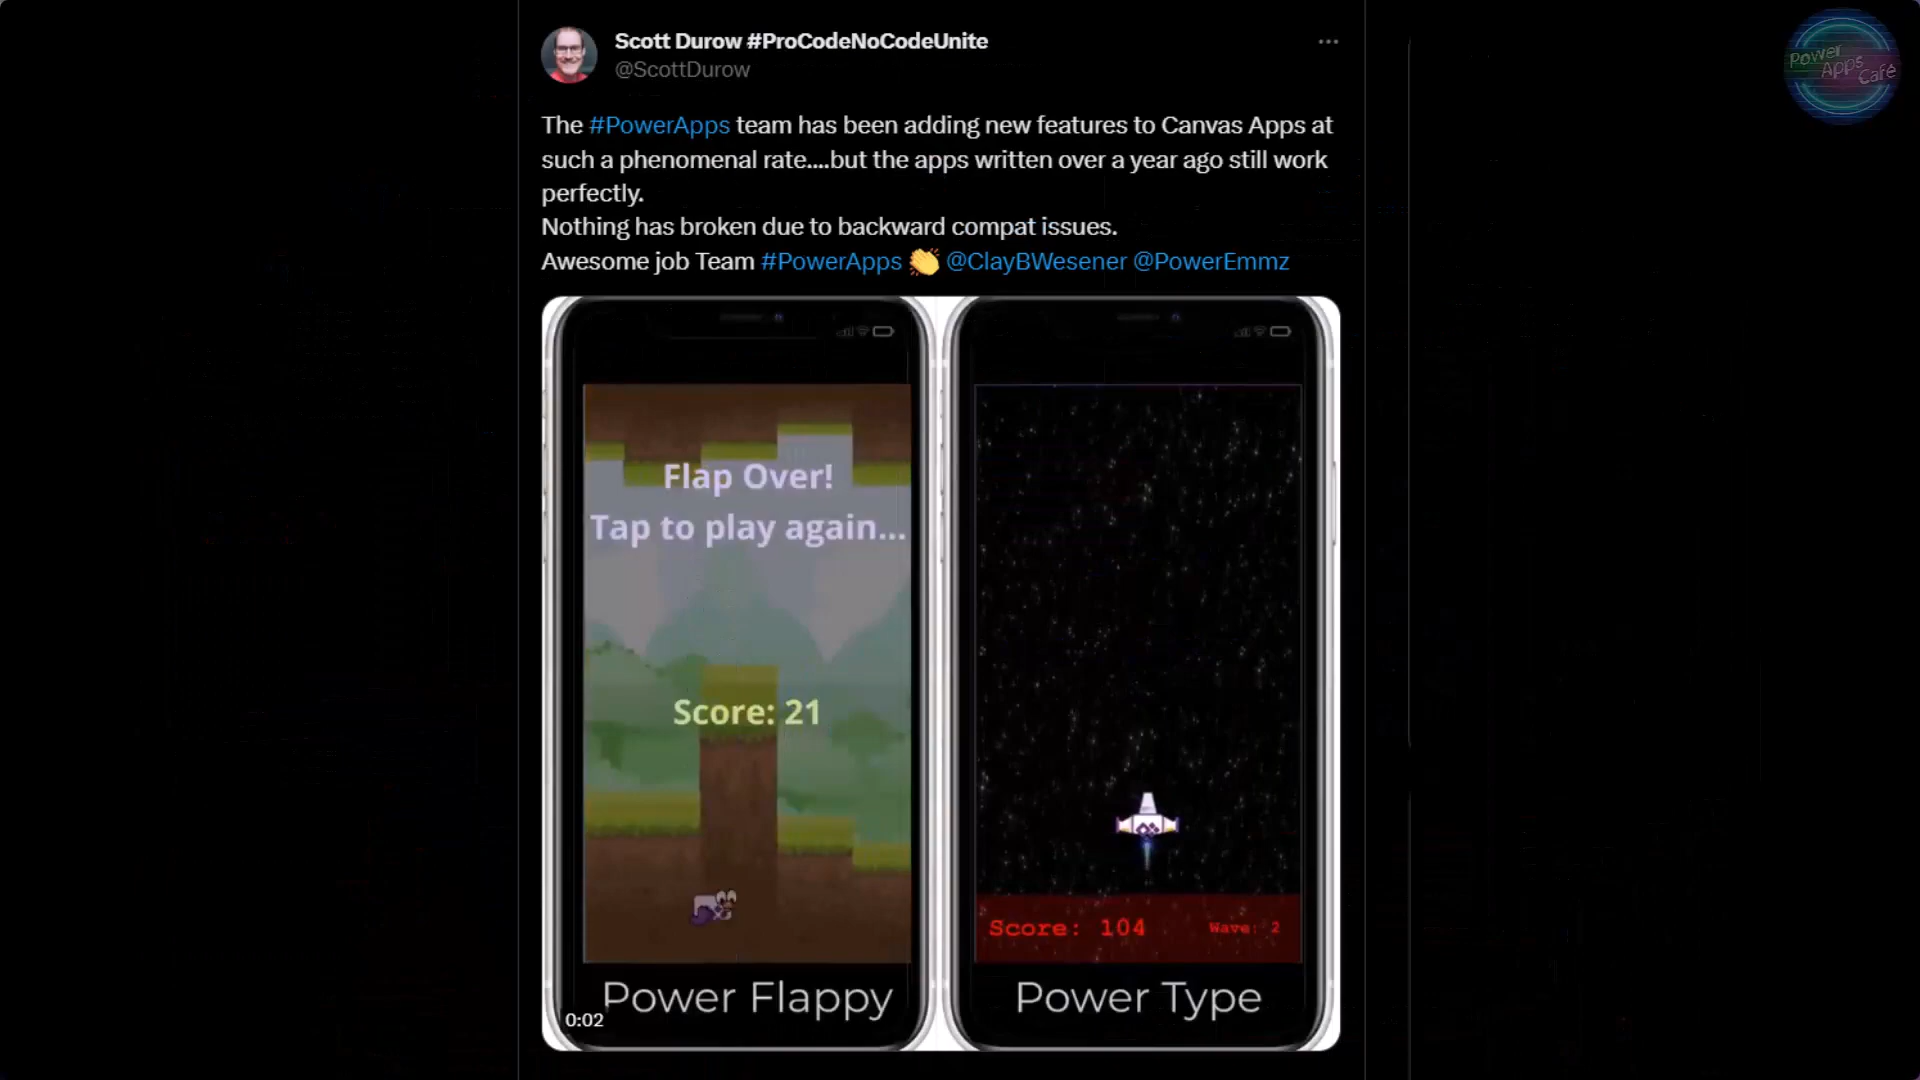 Scott Durow #ProCodeNoCodeUnite
@ScottDurow
The #PowerApps team has been adding new features to Canvas Apps at
such a phenomenal rate....but the apps written over a year ago still work
perfectly.
Nothing has broken due to backward compat issues.
Awesome job Team #PowerApps 👏 @ClayBWesener @PowerEmmz
Flap Over!
Tap to play again...
Score: 21
Power Flappy
0:02
Score: 104 Wave: 2
Power Type
Power
Apps
Café